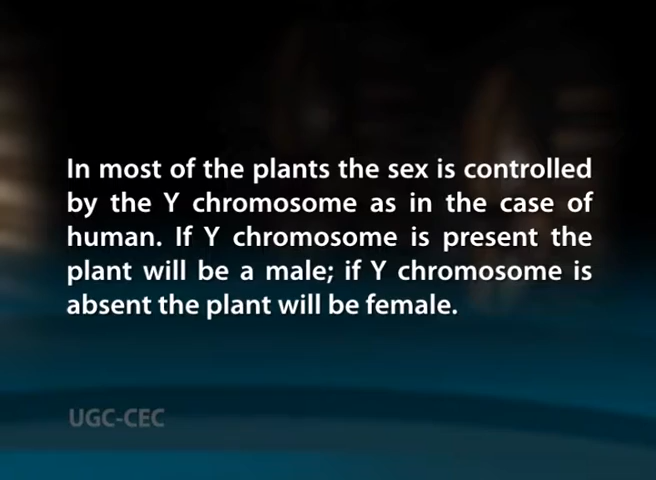 In most of the plants the sex is controlled
by the Y chromosome as in the case of
human. If Y chromosome is present the
plant will be a male; if Y chromosome is
absent the plant will be female.
UGC-CEC